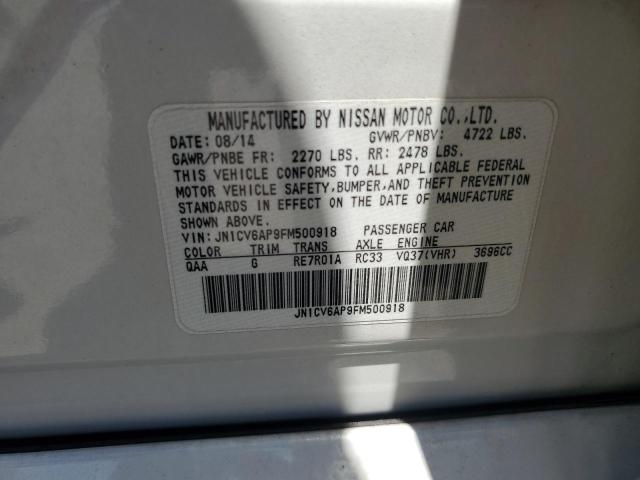 MANUFACTURED BY NISSAN MOTOR CO.,LTD.
DATE: 08/14 GVWR/PNBV: 4722 LBS.
GAWR/PNBE FR: 2270 LBS. RR: 2478 LBS.
THIS VEHICLE CONFORMS TO ALL APPLICABLE FEDERAL
MOTOR VEHICLE SAFETY,BUMPER,AND THEFT PREVENTION
STANDARDS IN EFFECT ON THE DATE OF MANUFACTURE
SHOWN ABOVE.
VIN:JN1CV6AP9FM500918 PASSENGER CAR
COLOR TRIM TRANS AXLE ENGINE
QAA G RE7R01A RC33 VQ37(VHR) 3696CC
JN1CV6AP9FM500918